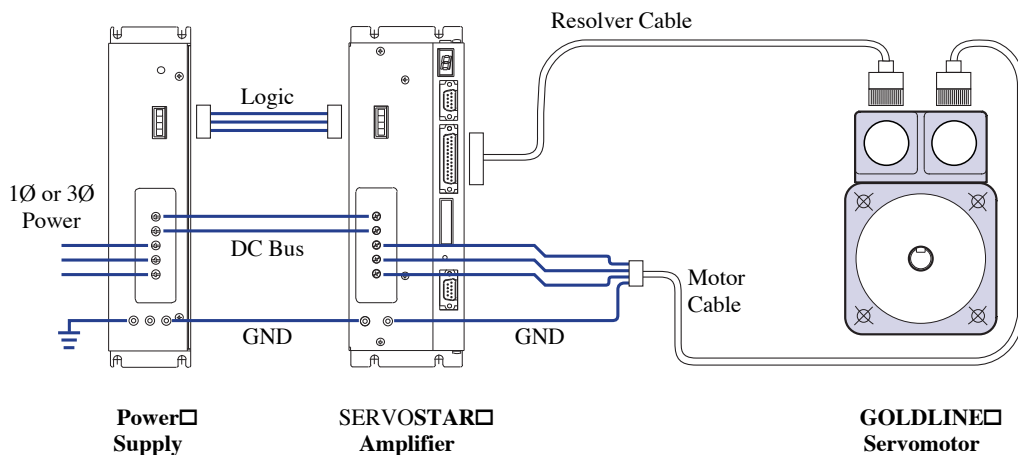 Resolver Cable
Logic
1Ø or 3Ø
Power
DC Bus
Motor
Cable
GND
GND
Power□
Supply
SERVOSTAR□
Amplifier
GOLDLINE□
Servomotor